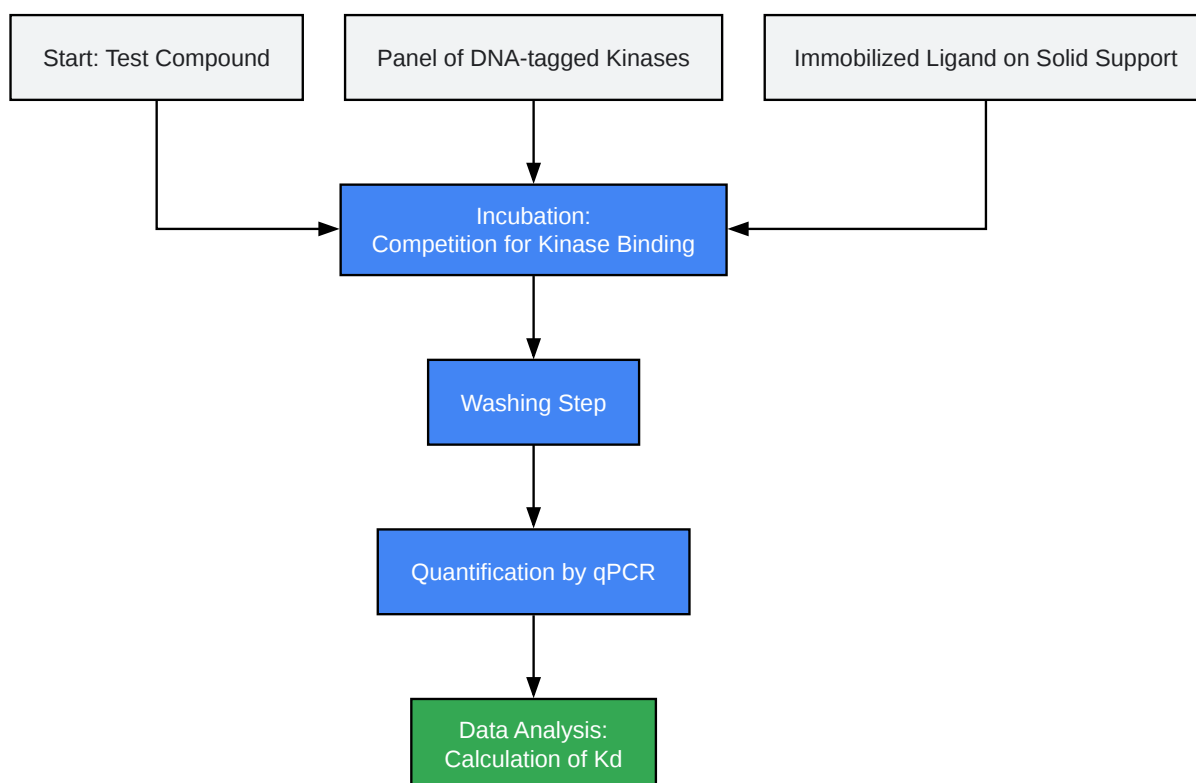 Start: Test Compound
Panel of DNA-tagged Kinases
Immobilized Ligand on Solid Support
Incubation:
Competition for Kinase Binding
Washing Step
Quantification by qPCR
Data Analysis:
Calculation of Kd